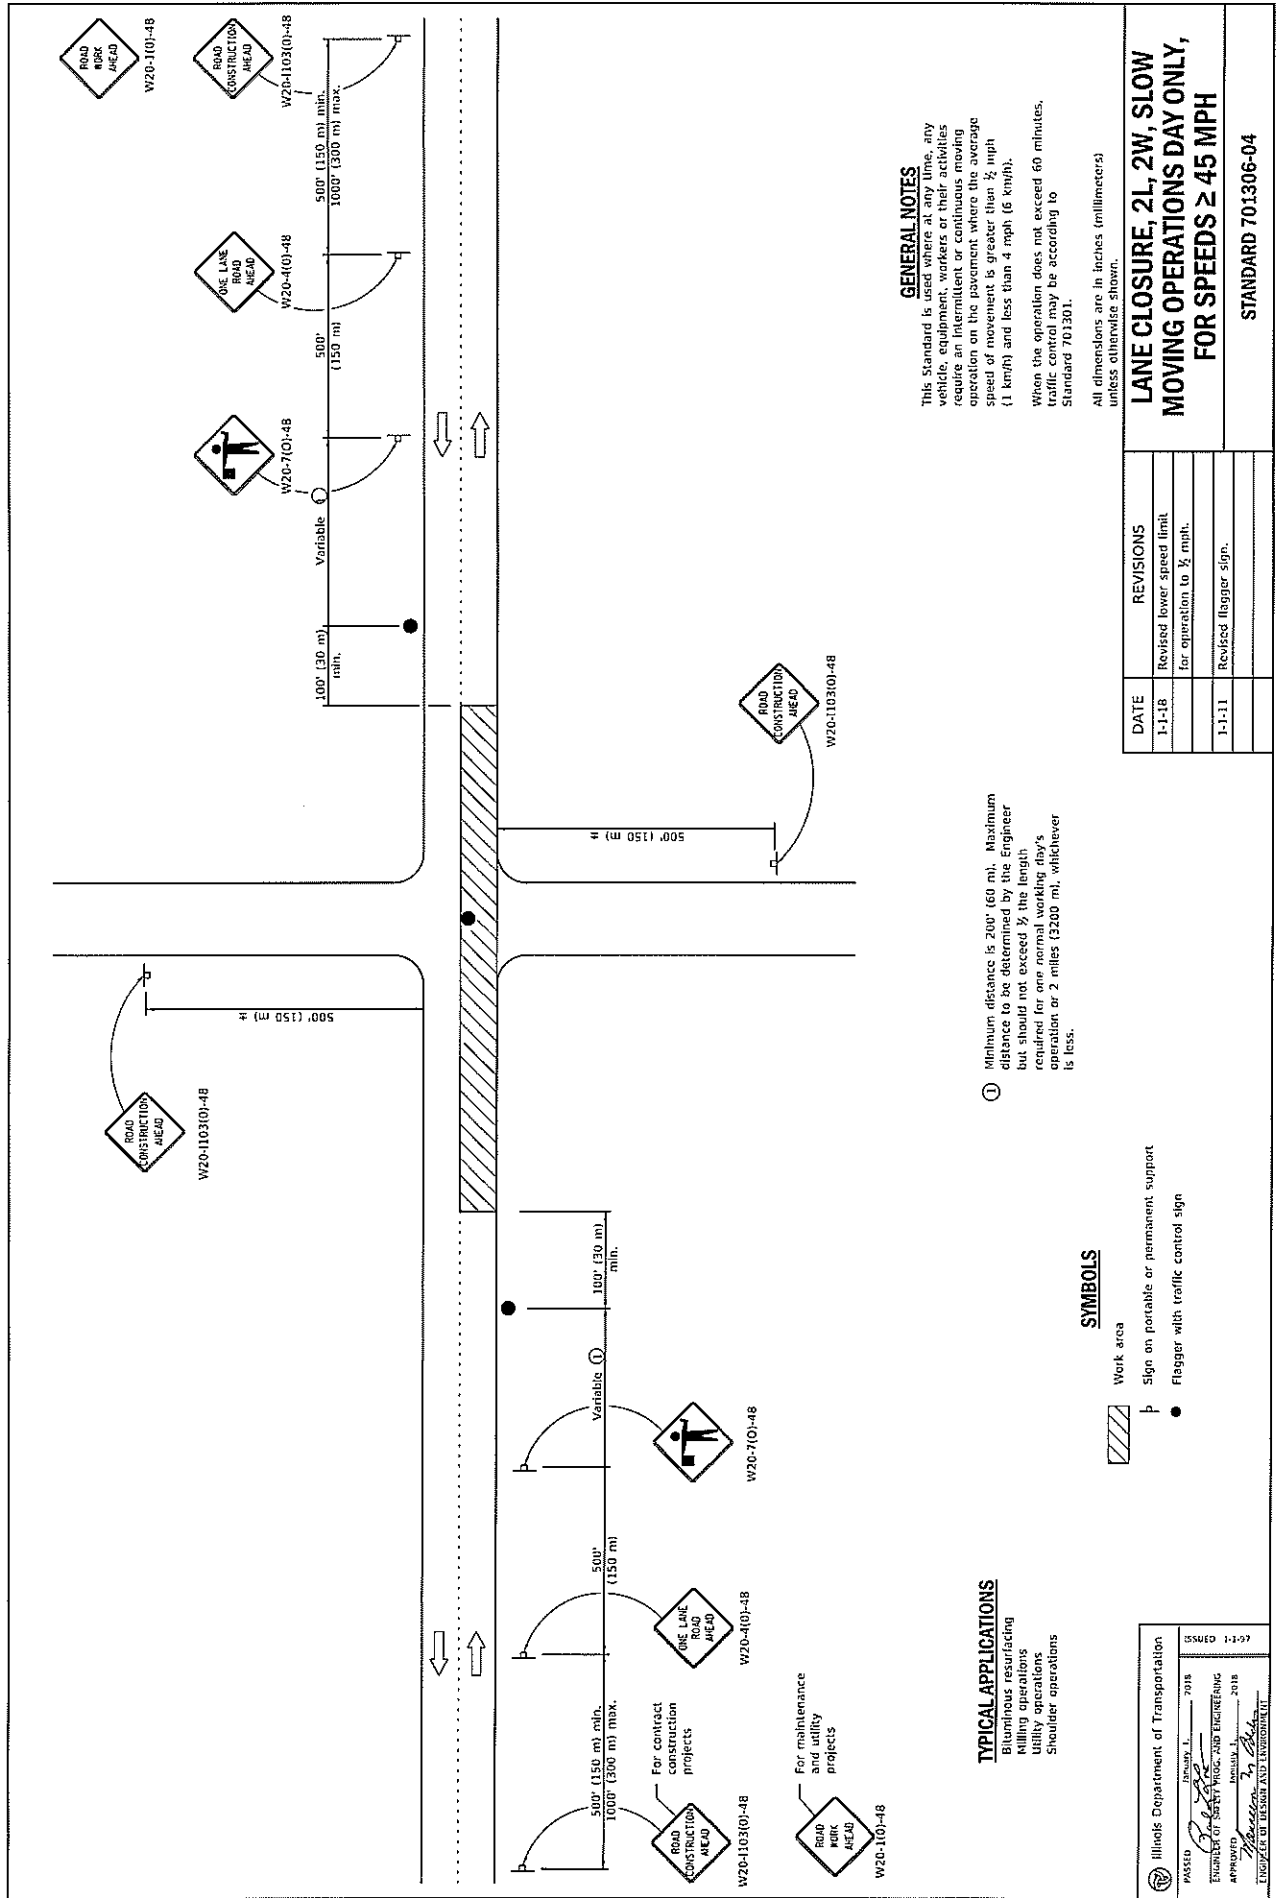 ROAD
WORK
AHEAD
W20-1(O)-48
ROAD
CONSTRUCTION
AHEAD
W20-I103(O)-48
500' (150 m) min.
1000' (300 m) max.
ONE LANE
ROAD
AHEAD
W20-4(O)-48
500'
(150 m)
W20-7(O)-48
Variable 1
100' (30 m)
min.
ROAD
CONSTRUCTION
AHEAD
W20-I103(O)-48
500' (150 m) ±
ROAD
CONSTRUCTION
AHEAD
W20-I103(O)-48
500' (150 m) ±
100' (30 m)
min.
Variable 1
W20-7(O)-48
500'
(150 m)
ONE LANE
ROAD
AHEAD
W20-4(O)-48
500' (150 m) min.
1000' (300 m) max.
For contract
construction
projects
ROAD
CONSTRUCTION
AHEAD
W20-I103(O)-48
For maintenance
and utility
projects
ROAD
WORK
AHEAD
W20-1(O)-48
TYPICAL APPLICATIONS
Bituminous resurfacing
Milling operations
Utility operations
Shoulder operations
SYMBOLS
Work area
Sign on portable or permanent support
Flagger with traffic control sign
1 Minimum distance is 200' (60 m). Maximum
distance to be determined by the Engineer
but should not exceed ½ the length
required for one normal working day's
operation or 2 miles (3200 m), whichever
is less.
GENERAL NOTES
This Standard is used where at any time, any
vehicle, equipment, workers or their activities
require an intermittent or continuous moving
operation on the pavement where the average
speed of movement is greater than ½ mph
(1 km/h) and less than 4 mph (6 km/h).
When the operation does not exceed 60 minutes,
traffic control may be according to
Standard 701301.
All dimensions are in inches (millimeters)
unless otherwise shown.
Illinois Department of Transportation
PASSED January 1, 2018
ENGINEER OF SAFETY PROG. AND ENGINEERING
APPROVED January 1, 2018
ENGINEER OF DESIGN AND ENVIRONMENT
ISSUED 1-1-97
DATE REVISIONS
1-1-18 Revised lower speed limit
for operation to ½ mph.
1-1-11 Revised flagger sign.
LANE CLOSURE, 2L, 2W, SLOW
MOVING OPERATIONS DAY ONLY,
FOR SPEEDS ≥ 45 MPH
STANDARD 701306-04